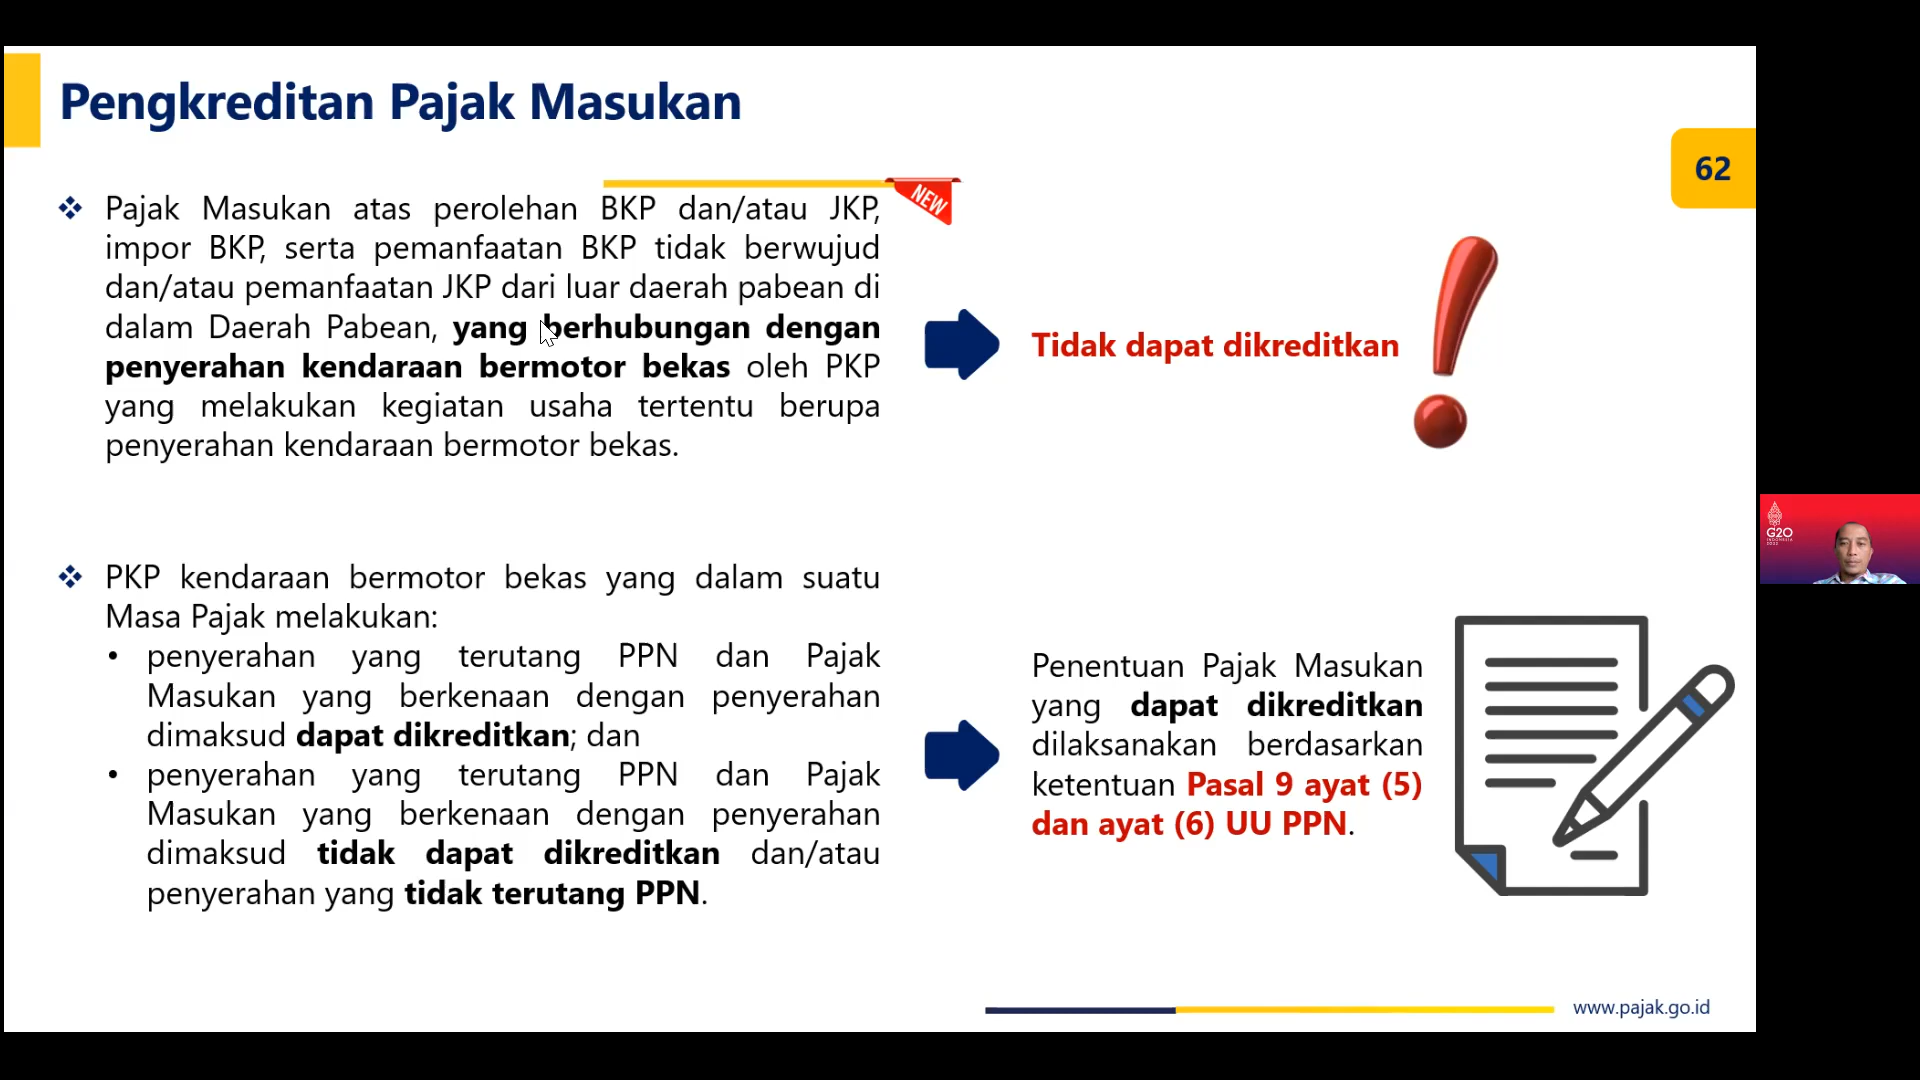 Pengkreditan Pajak Masukan
62
NEW
❖ Pajak Masukan atas perolehan BKP dan/atau JKP,
impor BKP, serta pemanfaatan BKP tidak berwujud
dan/atau pemanfaatan JKP dari luar daerah pabean di
dalam Daerah Pabean, yang berhubungan dengan
penyerahan kendaraan bermotor bekas oleh PKP
yang melakukan kegiatan usaha tertentu berupa
penyerahan kendaraan bermotor bekas.
Tidak dapat dikreditkan
❖ PKP kendaraan bermotor bekas yang dalam suatu
Masa Pajak melakukan:
• penyerahan yang terutang PPN dan Pajak
Masukan yang berkenaan dengan penyerahan
dimaksud dapat dikreditkan; dan
• penyerahan yang terutang PPN dan Pajak
Masukan yang berkenaan dengan penyerahan
dimaksud tidak dapat dikreditkan dan/atau
penyerahan yang tidak terutang PPN.
Penentuan Pajak Masukan
yang dapat dikreditkan
dilaksanakan berdasarkan
ketentuan Pasal 9 ayat (5)
dan ayat (6) UU PPN.
www.pajak.go.id
G20
INDONESIA
2022